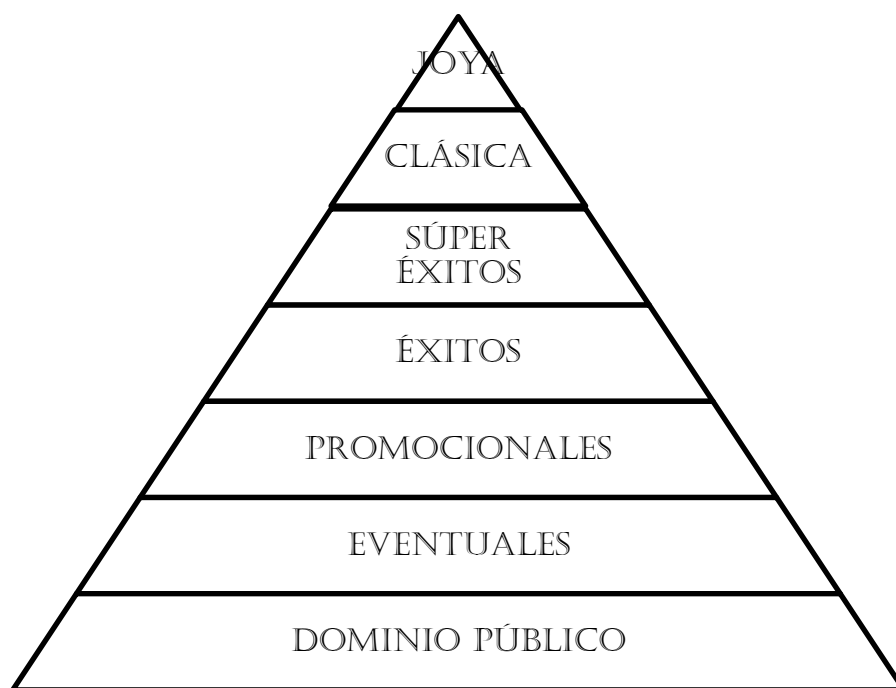 JOYA
CLÁSICA
SÚPER
ÉXITOS
ÉXITOS
PROMOCIONALES
EVENTUALES
DOMINIO PÚBLICO